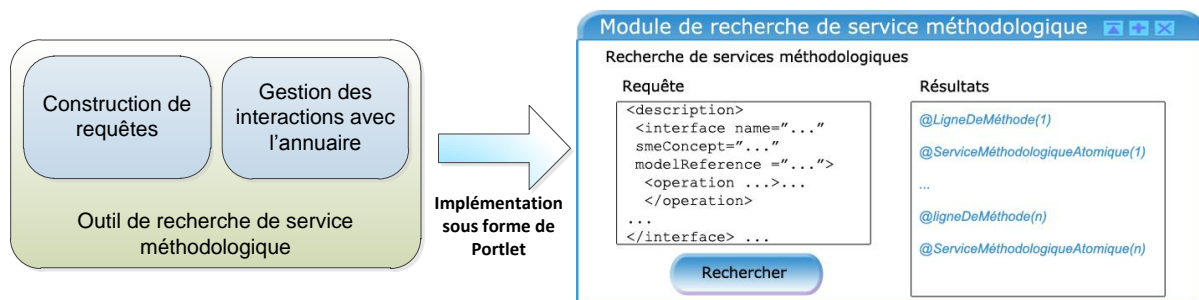 Construction de
requêtes
Gestion des
interactions avec
l'annuaire
Outil de recherche de service
méthodologique
Implémentation
sous forme de
Portlet
Module de recherche de service méthodologique
Recherche de services méthodologiques
Requête
<description>
<interface name="..."
smeConcept="..."
modelReference ="...">
<operation ...>...
</operation>
...
</interface> ...
Rechercher
Résultats
@LigneDeMéthode(1)
@ServiceMéthodologiqueAtomique(1)
...
@ligneDeMéthode(n)
@ServiceMéthodologiqueAtomique(n)